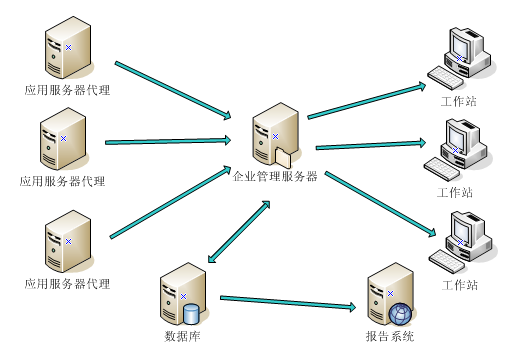 应用服务器代理
工作站
应用服务器代理
企业管理服务器
工作站
应用服务器代理
工作站
数据库
报告系统